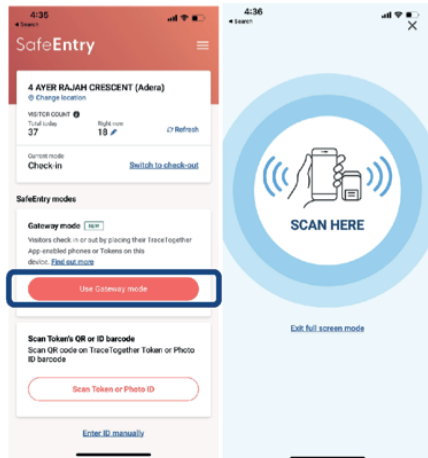 4:35
◀ Search
SafeEntry
4 AYER RAJAH CRESCENT (Adera)
Change location
VISITOR COUNT
Total today
Right now
37
18
Refresh
Current mode
Check-in
Switch to check-out
SafeEntry modes
Gateway mode
NEW
Visitors check in or out by placing their TraceTogether
App-enabled phones or Tokens on this
device. Find out more
Use Gateway mode
Scan Token's QR or ID barcode
Scan QR code on TraceTogether Token or Photo
ID barcode
Scan Token or Photo ID
Enter ID manually
4:36
◀ Search
SCAN HERE
Exit full screen mode